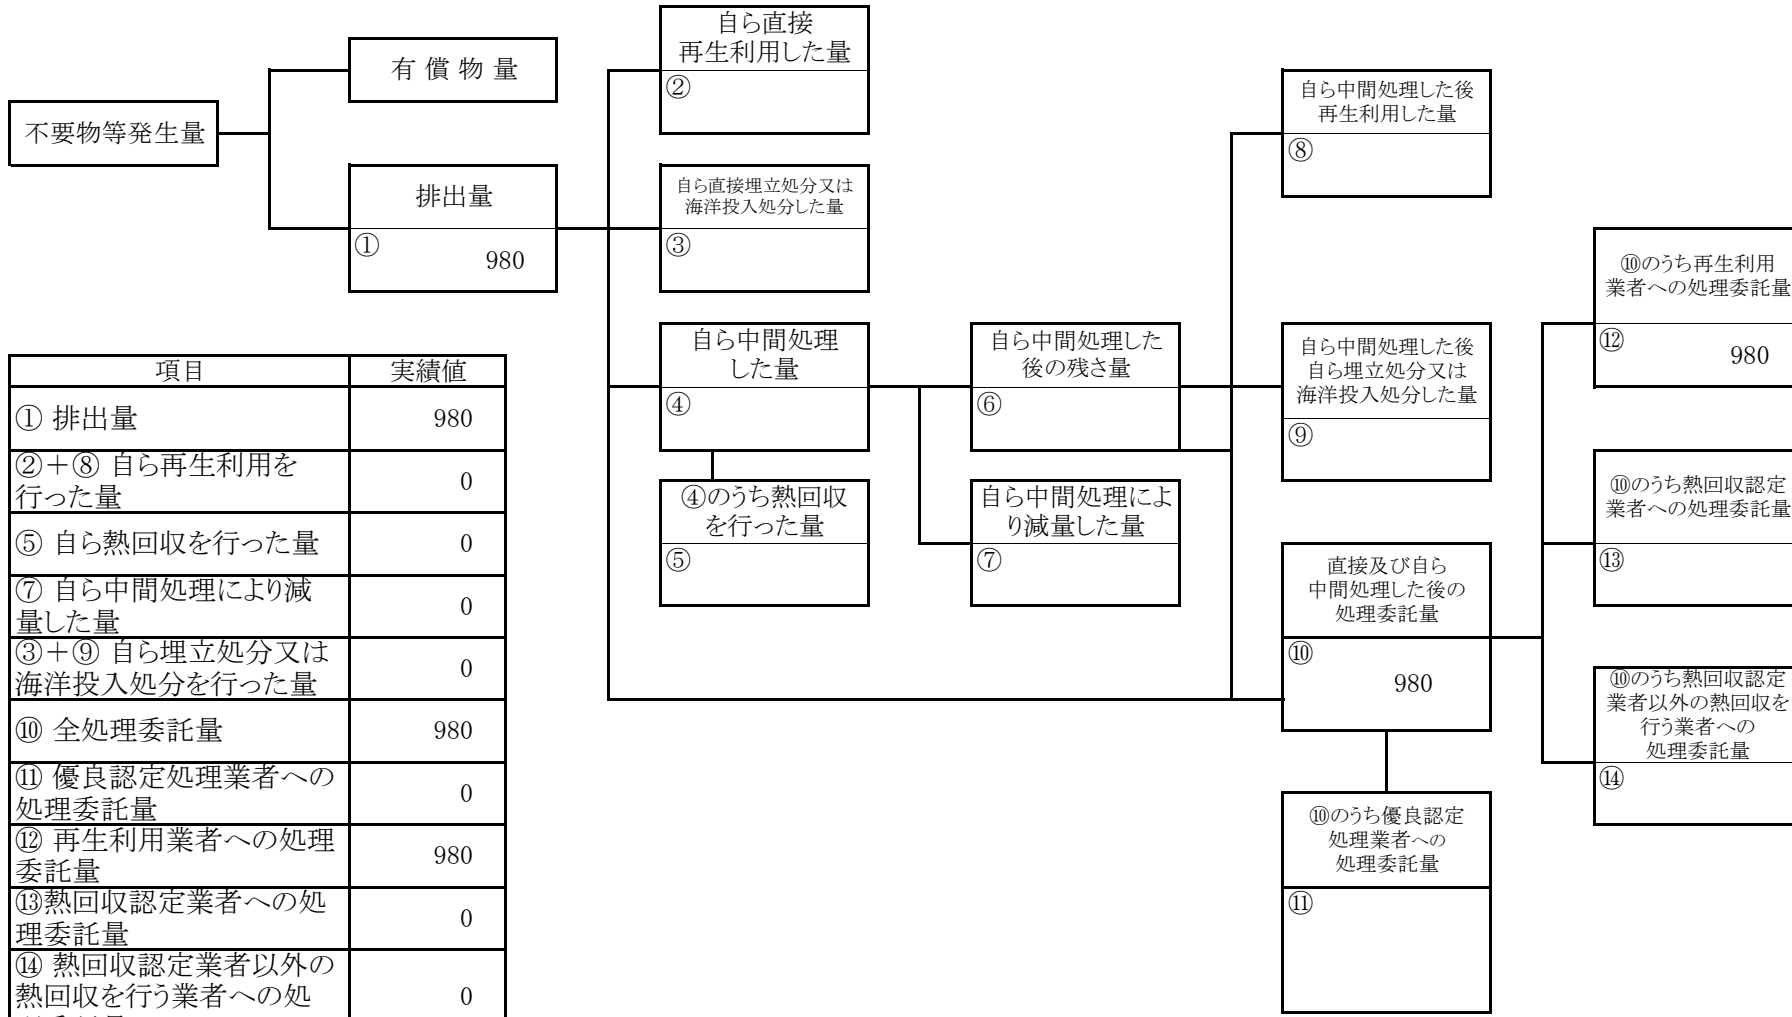 不要物等発生量
有 償 物 量
排出量
①
980
自ら直接
再生利用した量
②
自ら直接埋立処分又は
海洋投入処分した量
③
自ら中間処理
した量
④
④のうち熱回収
を行った量
⑤
自ら中間処理した
後の残さ量
⑥
自ら中間処理によ
り減量した量
⑦
自ら中間処理した後
再生利用した量
⑧
自ら中間処理した後
自ら埋立処分又は
海洋投入処分した量
⑨
直接及び自ら
中間処理した後の
処理委託量
⑩
980
⑩のうち優良認定
処理業者への
処理委託量
⑪
⑩のうち再生利用
業者への処理委託量
⑫
980
⑩のうち熱回収認定
業者への処理委託量
⑬
⑩のうち熱回収認定
業者以外の熱回収を
行う業者への
処理委託量
⑭
項目 実績値
① 排出量 980
②+⑧ 自ら再生利用を
行った量 0
⑤ 自ら熱回収を行った量 0
⑦ 自ら中間処理により減
量した量 0
③+⑨ 自ら埋立処分又は
海洋投入処分を行った量 0
⑩ 全処理委託量 980
⑪ 優良認定処理業者への
処理委託量 0
⑫ 再生利用業者への処理
委託量 980
⑬熱回収認定業者への処
理委託量 0
⑭ 熱回収認定業者以外の
熱回収を行う業者への処 0